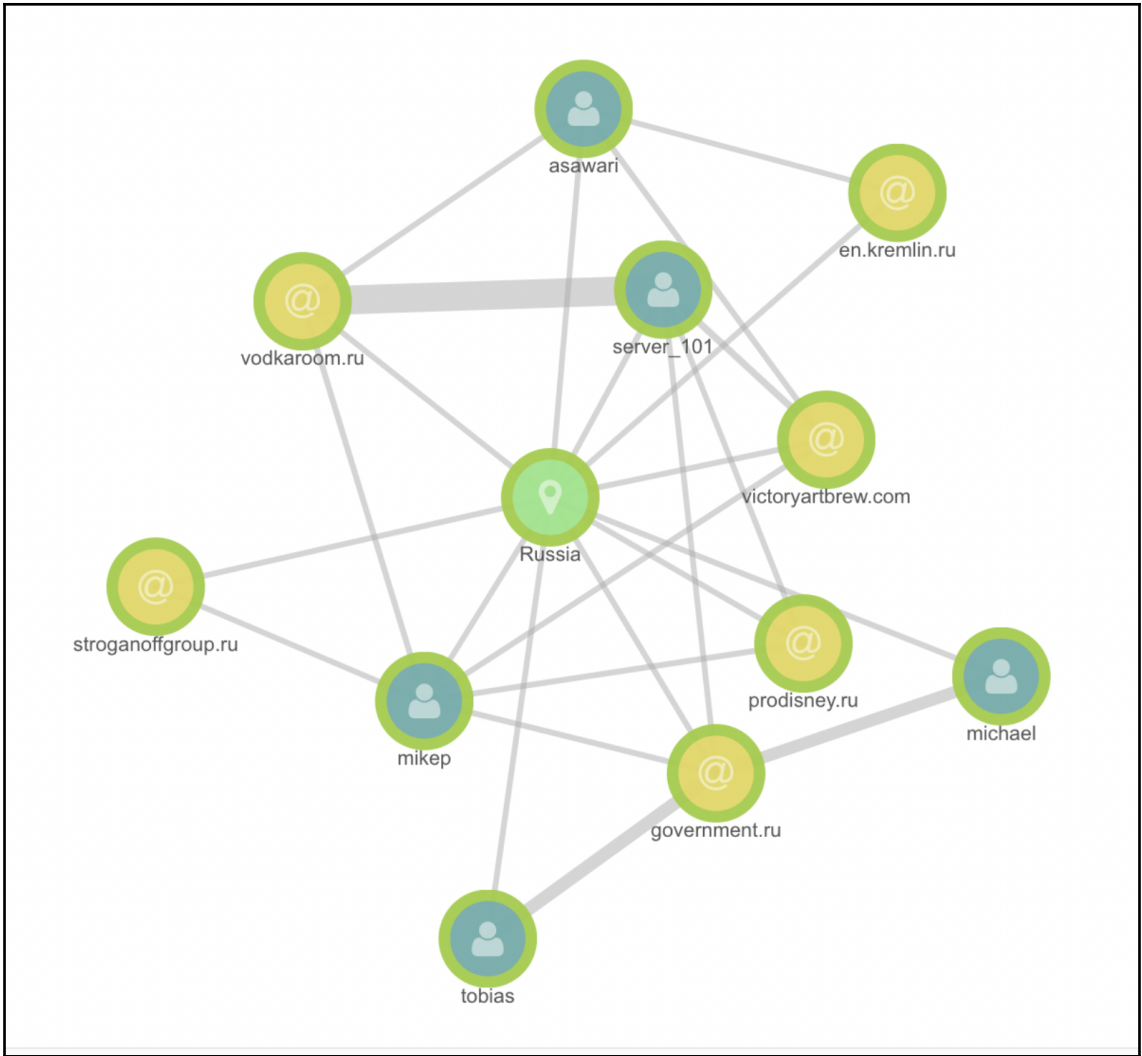 asawari
en.kremlin.ru
server_101
vodkaroom.ru
victoryartbrew.com
Russia
stroganoffgroup.ru
prodisney.ru
michael
mikep
government.ru
tobias